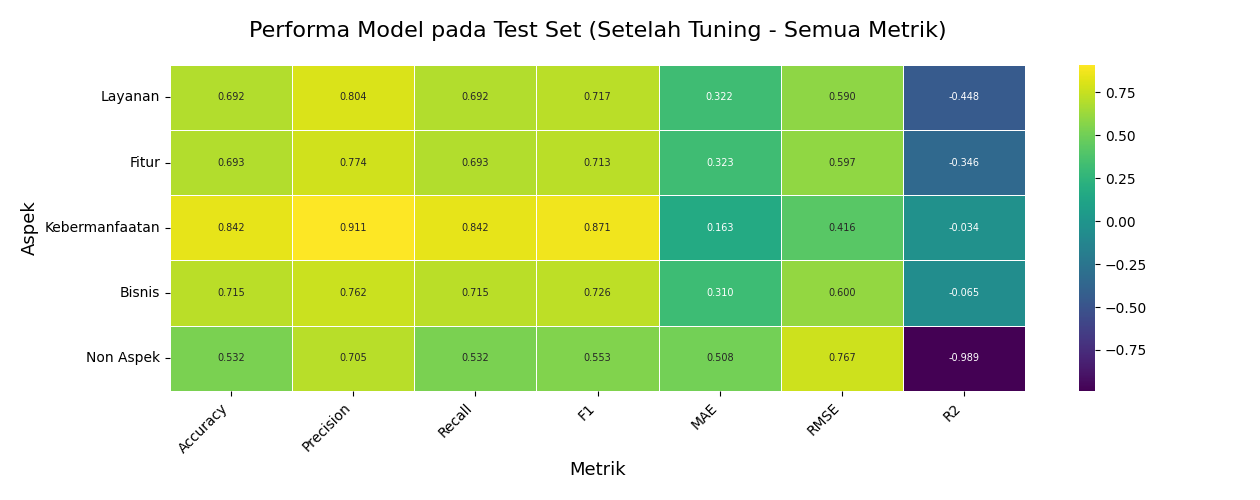 Performa Model pada Test Set (Setelah Tuning - Semua Metrik)
Aspek
Layanan 0.692 0.804 0.692 0.717 0.322 0.590 -0.448
Fitur 0.693 0.774 0.693 0.713 0.323 0.597 -0.346
Kebermanfaatan 0.842 0.911 0.842 0.871 0.163 0.416 -0.034
Bisnis 0.715 0.762 0.715 0.726 0.310 0.600 -0.065
Non Aspek 0.532 0.705 0.532 0.553 0.508 0.767 -0.989
Accuracy Precision Recall F1 MAE RMSE R2
Metrik
0.75
0.50
0.25
0.00
−0.25
−0.50
−0.75